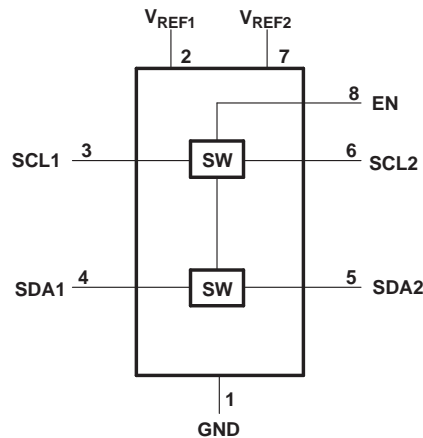 VREF1 VREF2
2 7
8 EN
SCL1 3 SW 6 SCL2
SDA1 4 SW 5 SDA2
1
GND